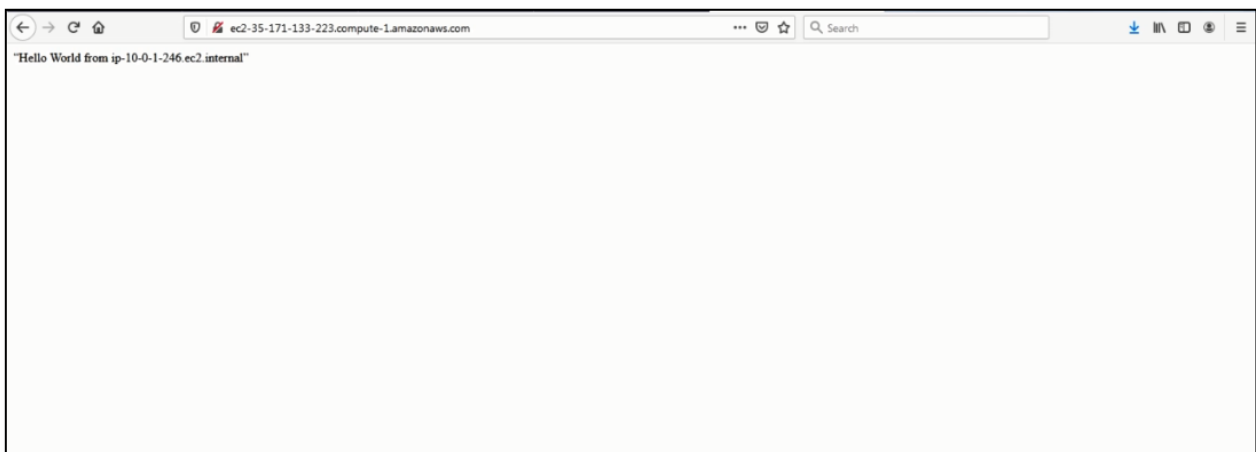 ec2-35-171-133-223.compute-1.amazonaws.com
Search
"Hello World from ip-10-0-1-246.ec2.internal"